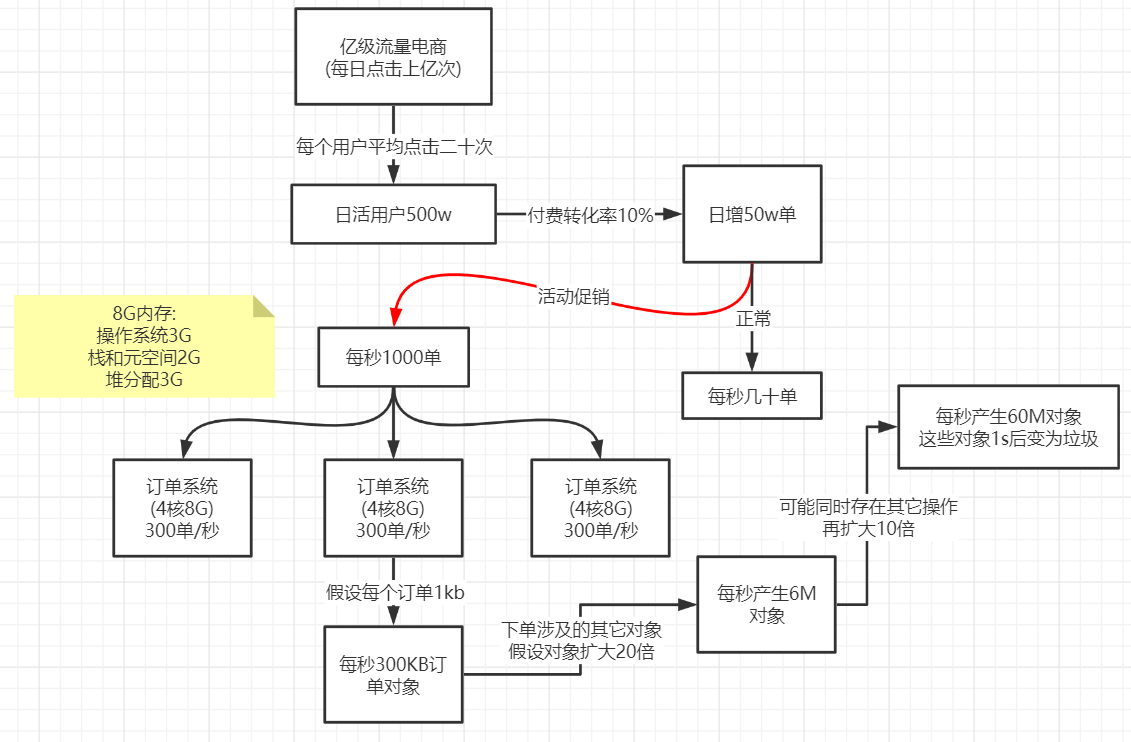 亿级流量电商
(每日点击上亿次)
每个用户平均点击二十次
日活用户500w
付费转化率10%
日增50w单
活动促销
正常
8G内存:
操作系统3G
栈和元空间2G
堆分配3G
每秒1000单
每秒几十单
每秒产生60M对象
这些对象1s后变为垃圾
订单系统
(4核8G)
300单/秒
订单系统
(4核8G)
300单/秒
订单系统
(4核8G)
300单/秒
可能同时存在其它操作
再扩大10倍
假设每个订单1kb
每秒产生6M
对象
下单涉及的其它对象
假设对象扩大20倍
每秒300KB订
单对象